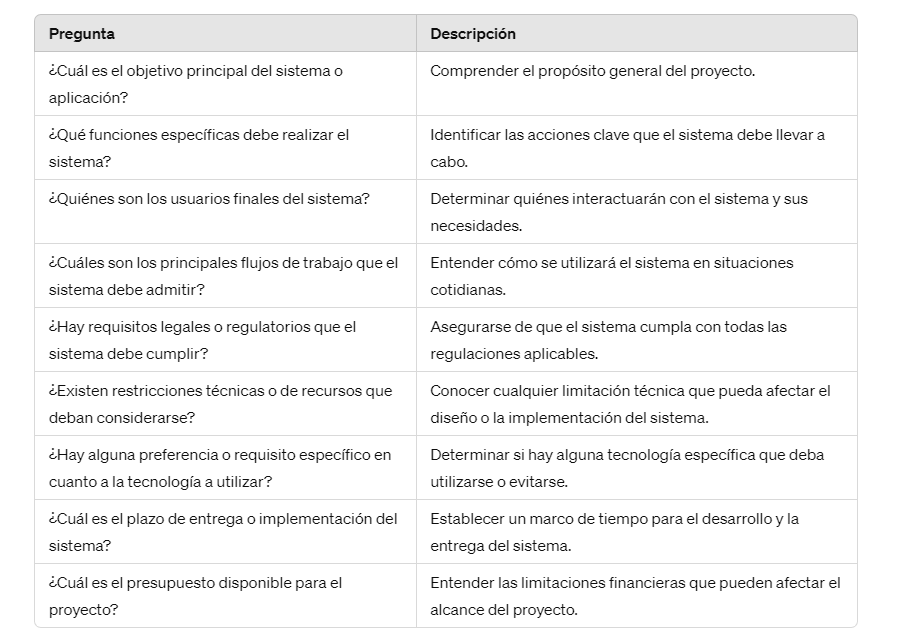 Pregunta Descripción
¿Cuál es el objetivo principal del sistema o
aplicación?
Comprender el propósito general del proyecto.
¿Qué funciones específicas debe realizar el
sistema?
Identificar las acciones clave que el sistema debe llevar a
cabo.
¿Quiénes son los usuarios finales del sistema?
Determinar quiénes interactuarán con el sistema y sus
necesidades.
¿Cuáles son los principales flujos de trabajo que el
sistema debe admitir?
Entender cómo se utilizará el sistema en situaciones
cotidianas.
¿Hay requisitos legales o regulatorios que el
sistema debe cumplir?
Asegurarse de que el sistema cumpla con todas las
regulaciones aplicables.
¿Existen restricciones técnicas o de recursos que
deban considerarse?
Conocer cualquier limitación técnica que pueda afectar el
diseño o la implementación del sistema.
¿Hay alguna preferencia o requisito específico en
cuanto a la tecnología a utilizar?
Determinar si hay alguna tecnología específica que deba
utilizarse o evitarse.
¿Cuál es el plazo de entrega o implementación del
sistema?
Establecer un marco de tiempo para el desarrollo y la
entrega del sistema.
¿Cuál es el presupuesto disponible para el
proyecto?
Entender las limitaciones financieras que pueden afectar el
alcance del proyecto.